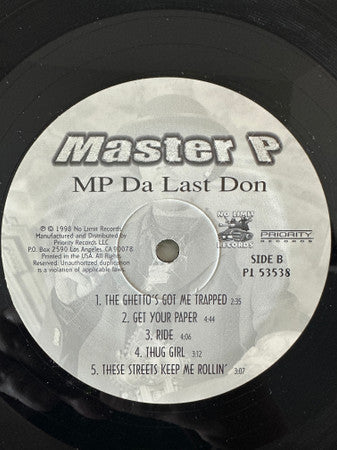 Master P
MP Da Last Don
℗ © 1998 No Limit Records
Manufactured and Distributed by
Priority Records LLC
P.O. Box 2590 Los Angeles, CA 90078
Printed in the USA. All Rights
Reserved. Unauthorized duplication
is a violation of applicable laws.
NO LIMIT
RECORDS
PRIORITY
RECORDS
SIDE B
P1 53538
1. THE GHETTO'S GOT ME TRAPPED 2:35
2. GET YOUR PAPER 4:44
3. RIDE 4:06
4. THUG GIRL 3:12
5. THESE STREETS KEEP ME ROLLIN' 3:07